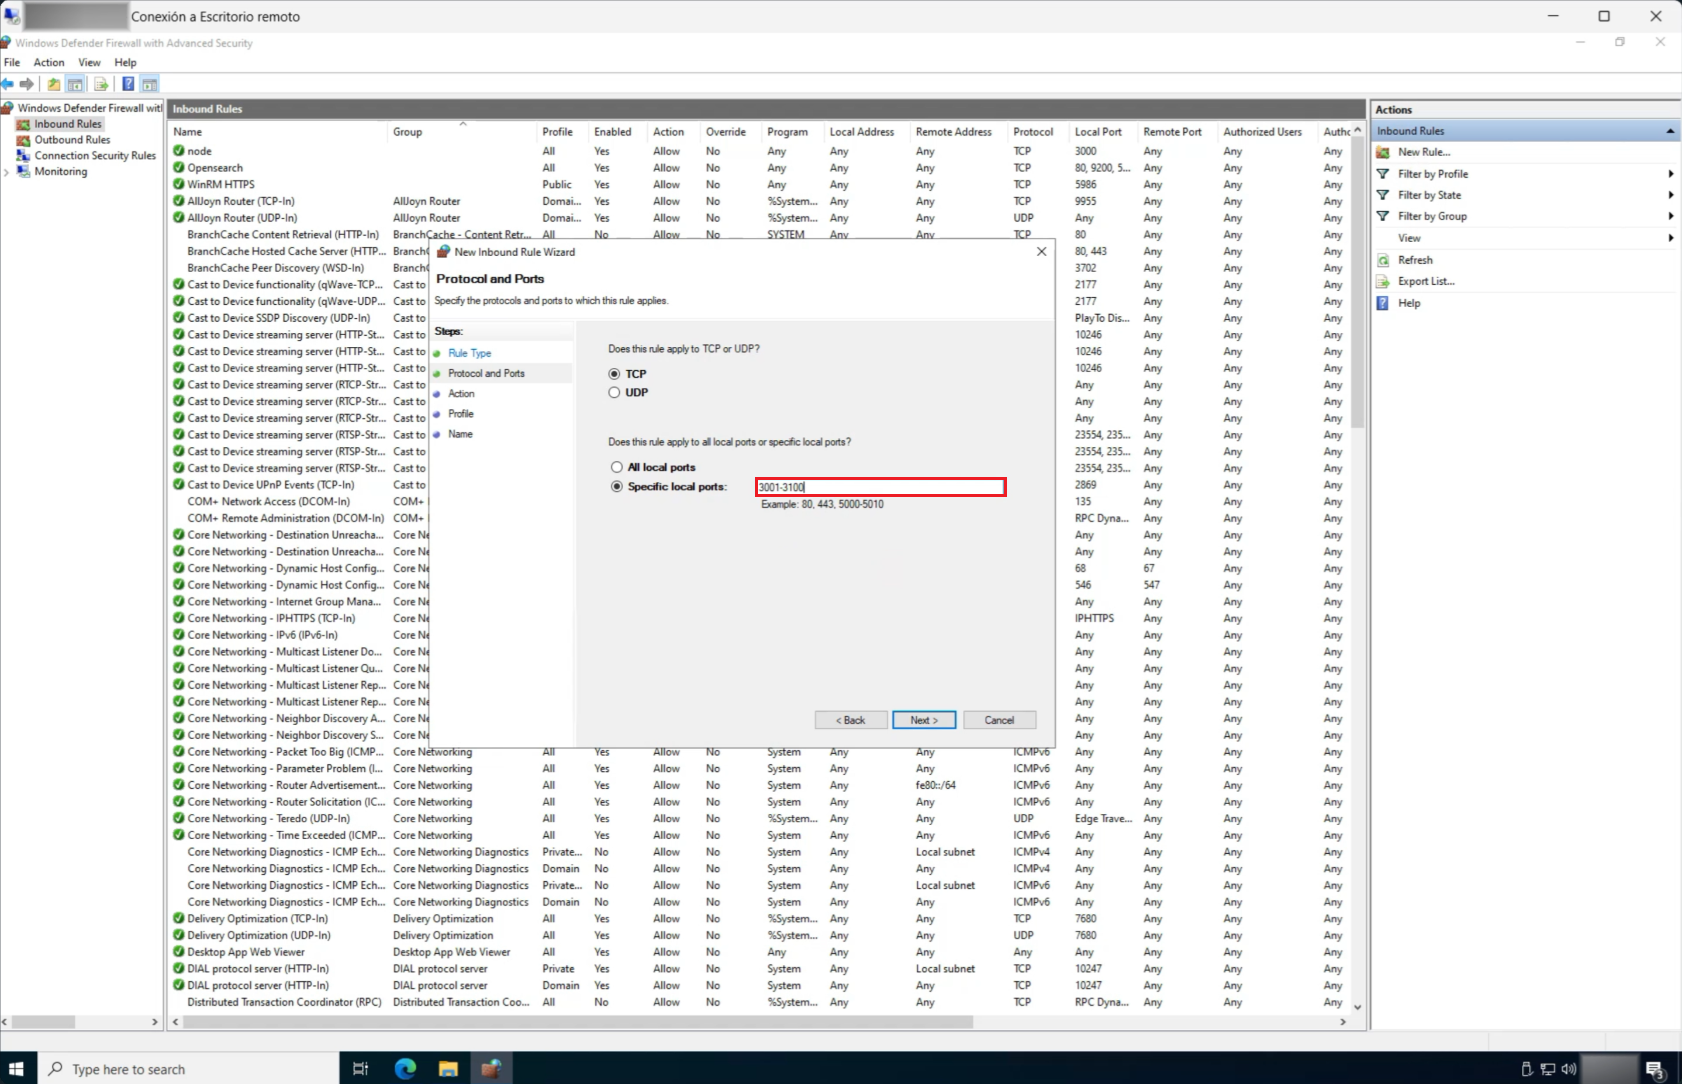 Conexión a Escritorio remoto
Windows Defender Firewall with Advanced Security
File Action View Help
Windows Defender Firewall wit
Inbound Rules
Outbound Rules
Connection Security Rules
Monitoring
Inbound Rules
Name Group Profile Enabled Action Override Program Local Address Remote Address Protocol Local Port Remote Port Authorized Users Autho
node All Yes Allow No Any Any Any TCP 3000 Any Any Any
Opensearch All Yes Allow No Any Any Any TCP 80, 9200, 5... Any Any Any
WinRM HTTPS Public Yes Allow No Any Any Any TCP 5986 Any Any Any
AllJoyn Router (TCP-In) AllJoyn Router Domai... Yes Allow No %System... Any Any TCP 9955 Any Any Any
AllJoyn Router (UDP-In) AllJoyn Router Domai... Yes Allow No %System... Any Any UDP Any Any Any Any
BranchCache Content Retrieval (HTTP-In) BranchCache - Content Retr... All No Allow No SYSTEM Any Any TCP 80 Any Any Any
BranchCache Hosted Cache Server (HTTP... BranchC 80, 443 Any Any Any
BranchCache Peer Discovery (WSD-In) BranchC 3702 Any Any Any
Cast to Device functionality (qWave-TCP... Cast to 2177 Any Any Any
Cast to Device functionality (qWave-UDP... Cast to 2177 Any Any Any
Cast to Device SSDP Discovery (UDP-In) Cast to PlayTo Dis... Any Any Any
Cast to Device streaming server (HTTP-St... Cast to 10246 Any Any Any
Cast to Device streaming server (HTTP-St... Cast to 10246 Any Any Any
Cast to Device streaming server (HTTP-St... Cast to 10246 Any Any Any
Cast to Device streaming server (RTCP-Str... Cast to Any Any Any Any
Cast to Device streaming server (RTCP-Str... Cast to Any Any Any Any
Cast to Device streaming server (RTCP-Str... Cast to Any Any Any Any
Cast to Device streaming server (RTSP-Str... Cast to 23554, 235... Any Any Any
Cast to Device streaming server (RTSP-Str... Cast to 23554, 235... Any Any Any
Cast to Device streaming server (RTSP-Str... Cast to 23554, 235... Any Any Any
Cast to Device UPnP Events (TCP-In) Cast to 2869 Any Any Any
COM+ Network Access (DCOM-In) COM+ 135 Any Any Any
COM+ Remote Administration (DCOM-In) COM+ RPC Dyna... Any Any Any
Core Networking - Destination Unreacha... Core Ne Any Any Any Any
Core Networking - Destination Unreacha... Core Ne Any Any Any Any
Core Networking - Dynamic Host Config... Core Ne 68 67 Any Any
Core Networking - Dynamic Host Config... Core Ne 546 547 Any Any
Core Networking - Internet Group Mana... Core Ne Any Any Any Any
Core Networking - IPHTTPS (TCP-In) Core Ne IPHTTPS Any Any Any
Core Networking - IPv6 (IPv6-In) Core Ne Any Any Any Any
Core Networking - Multicast Listener Do... Core Ne Any Any Any Any
Core Networking - Multicast Listener Qu... Core Ne Any Any Any Any
Core Networking - Multicast Listener Rep... Core Ne Any Any Any Any
Core Networking - Multicast Listener Rep... Core Ne Any Any Any Any
Core Networking - Neighbor Discovery A... Core Ne Any Any Any Any
Core Networking - Neighbor Discovery S... Core Ne Any Any Any Any
Core Networking - Packet Too Big (ICMP... Core Networking All Yes Allow No System Any Any ICMPv6 Any Any Any Any
Core Networking - Parameter Problem (I... Core Networking All Yes Allow No System Any Any ICMPv6 Any Any Any Any
Core Networking - Router Advertisement... Core Networking All Yes Allow No System Any fe80::/64 ICMPv6 Any Any Any Any
Core Networking - Router Solicitation (IC... Core Networking All Yes Allow No System Any Any ICMPv6 Any Any Any Any
Core Networking - Teredo (UDP-In) Core Networking All Yes Allow No %System... Any Any UDP Edge Trave... Any Any Any
Core Networking - Time Exceeded (ICMP... Core Networking All Yes Allow No System Any Any ICMPv6 Any Any Any Any
Core Networking Diagnostics - ICMP Ech... Core Networking Diagnostics Private... No Allow No System Any Local subnet ICMPv4 Any Any Any Any
Core Networking Diagnostics - ICMP Ech... Core Networking Diagnostics Domain No Allow No System Any Any ICMPv4 Any Any Any Any
Core Networking Diagnostics - ICMP Ech... Core Networking Diagnostics Private... No Allow No System Any Local subnet ICMPv6 Any Any Any Any
Core Networking Diagnostics - ICMP Ech... Core Networking Diagnostics Domain No Allow No System Any Any ICMPv6 Any Any Any Any
Delivery Optimization (TCP-In) Delivery Optimization All Yes Allow No %System... Any Any TCP 7680 Any Any Any
Delivery Optimization (UDP-In) Delivery Optimization All Yes Allow No %System... Any Any UDP 7680 Any Any Any
Desktop App Web Viewer Desktop App Web Viewer All Yes Allow No Any Any Any Any Any Any Any Any
DIAL protocol server (HTTP-In) DIAL protocol server Private Yes Allow No System Any Local subnet TCP 10247 Any Any Any
DIAL protocol server (HTTP-In) DIAL protocol server Domain Yes Allow No System Any Any TCP 10247 Any Any Any
Distributed Transaction Coordinator (RPC) Distributed Transaction Coo... All No Allow No %System... Any Any TCP RPC Dyna... Any Any Any
New Inbound Rule Wizard
Protocol and Ports
Specify the protocols and ports to which this rule applies.
Steps:
Rule Type
Protocol and Ports
Action
Profile
Name
Does this rule apply to TCP or UDP?
TCP
UDP
Does this rule apply to all local ports or specific local ports?
All local ports
Specific local ports: 3001-3100
Example: 80, 443, 5000-5010
< Back Next > Cancel
Actions
Inbound Rules
New Rule...
Filter by Profile
Filter by State
Filter by Group
View
Refresh
Export List...
Help
Type here to search
3